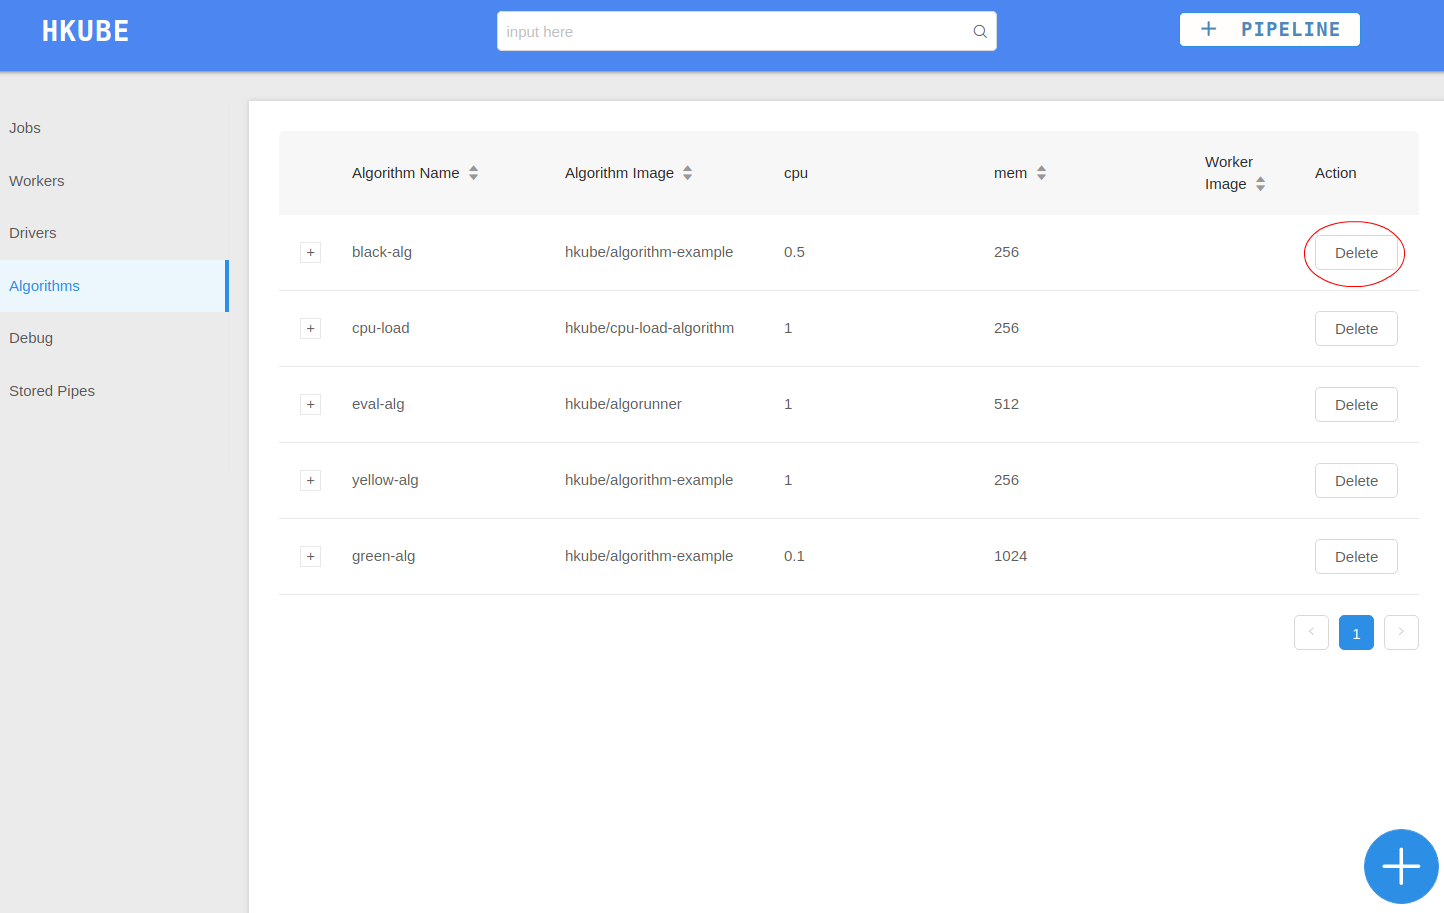 HKUBE
input here
+ PIPELINE
Jobs
Workers
Drivers
Algorithms
Debug
Stored Pipes
Algorithm Name Algorithm Image cpu mem Worker Image Action
+ black-alg hkube/algorithm-example 0.5 256 Delete
+ cpu-load hkube/cpu-load-algorithm 1 256 Delete
+ eval-alg hkube/algorunner 1 512 Delete
+ yellow-alg hkube/algorithm-example 1 256 Delete
+ green-alg hkube/algorithm-example 0.1 1024 Delete
< 1 >
+